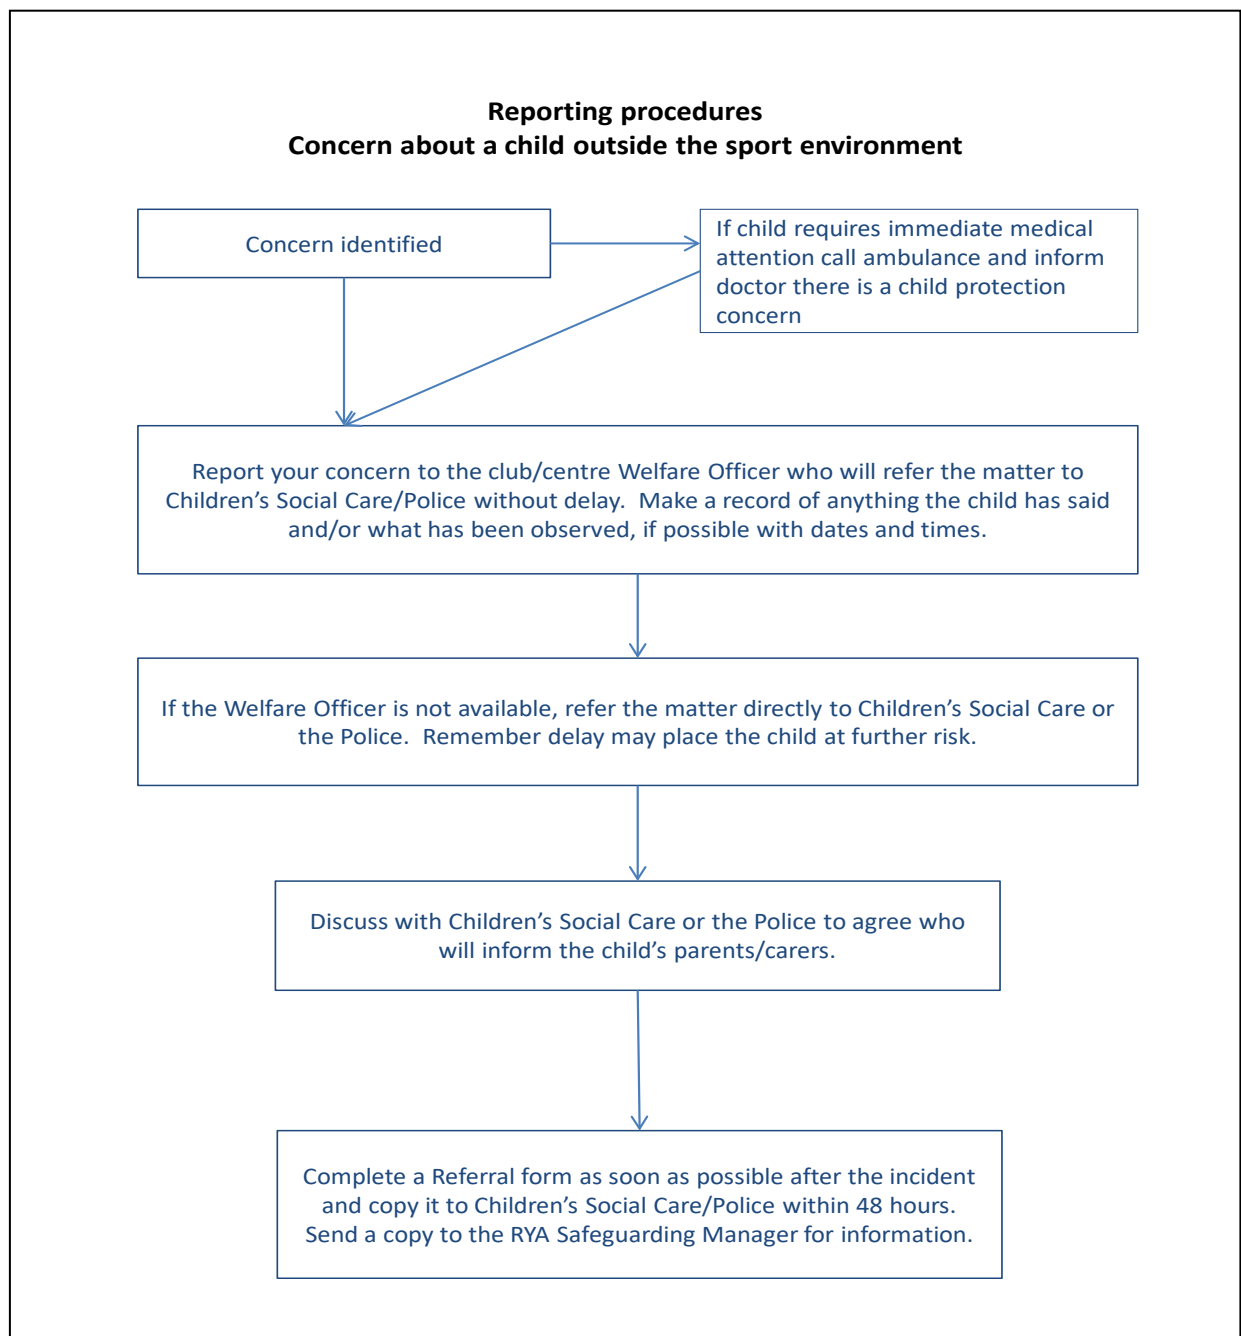 Reporting procedures
Concern about a child outside the sport environment
Concern identified
If child requires immediate medical
attention call ambulance and inform
doctor there is a child protection
concern
Report your concern to the club/centre Welfare Officer who will refer the matter to
Children’s Social Care/Police without delay.  Make a record of anything the child has said
and/or what has been observed, if possible with dates and times.
If the Welfare Officer is not available, refer the matter directly to Children’s Social Care or
the Police.  Remember delay may place the child at further risk.
Discuss with Children’s Social Care or the Police to agree who
will inform the child’s parents/carers.
Complete a Referral form as soon as possible after the incident
and copy it to Children’s Social Care/Police within 48 hours.
Send a copy to the RYA Safeguarding Manager for information.